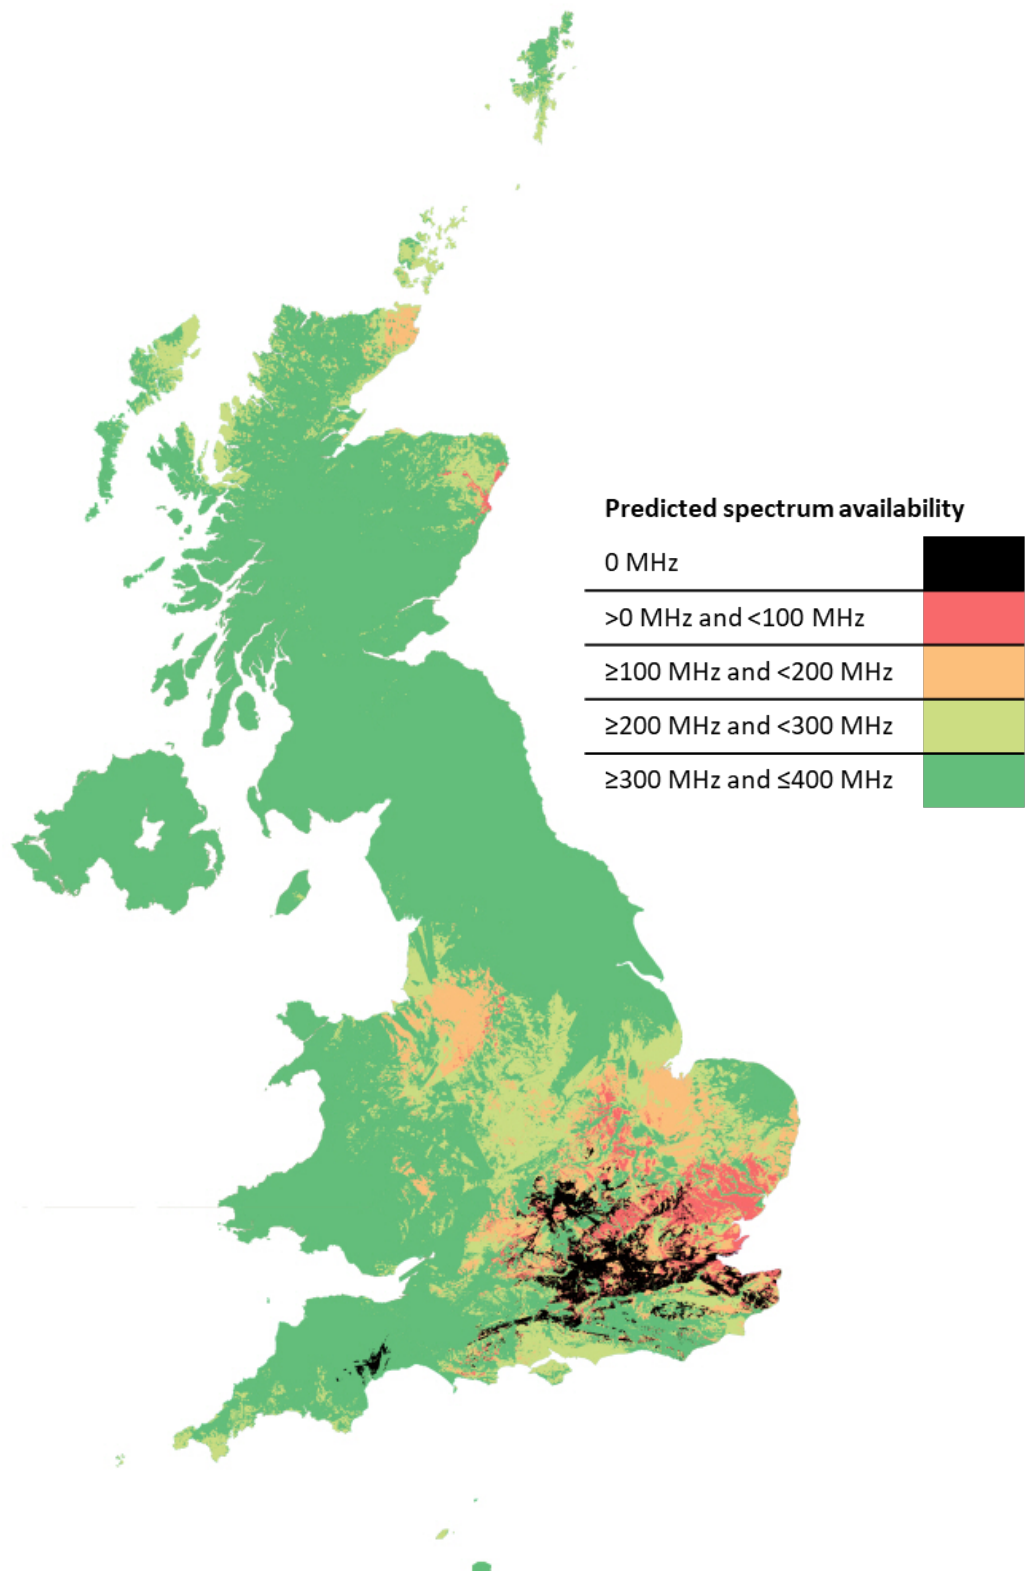 Predicted spectrum availability
0 MHz
>0 MHz and <100 MHz
≥100 MHz and <200 MHz
≥200 MHz and <300 MHz
≥300 MHz and ≤400 MHz